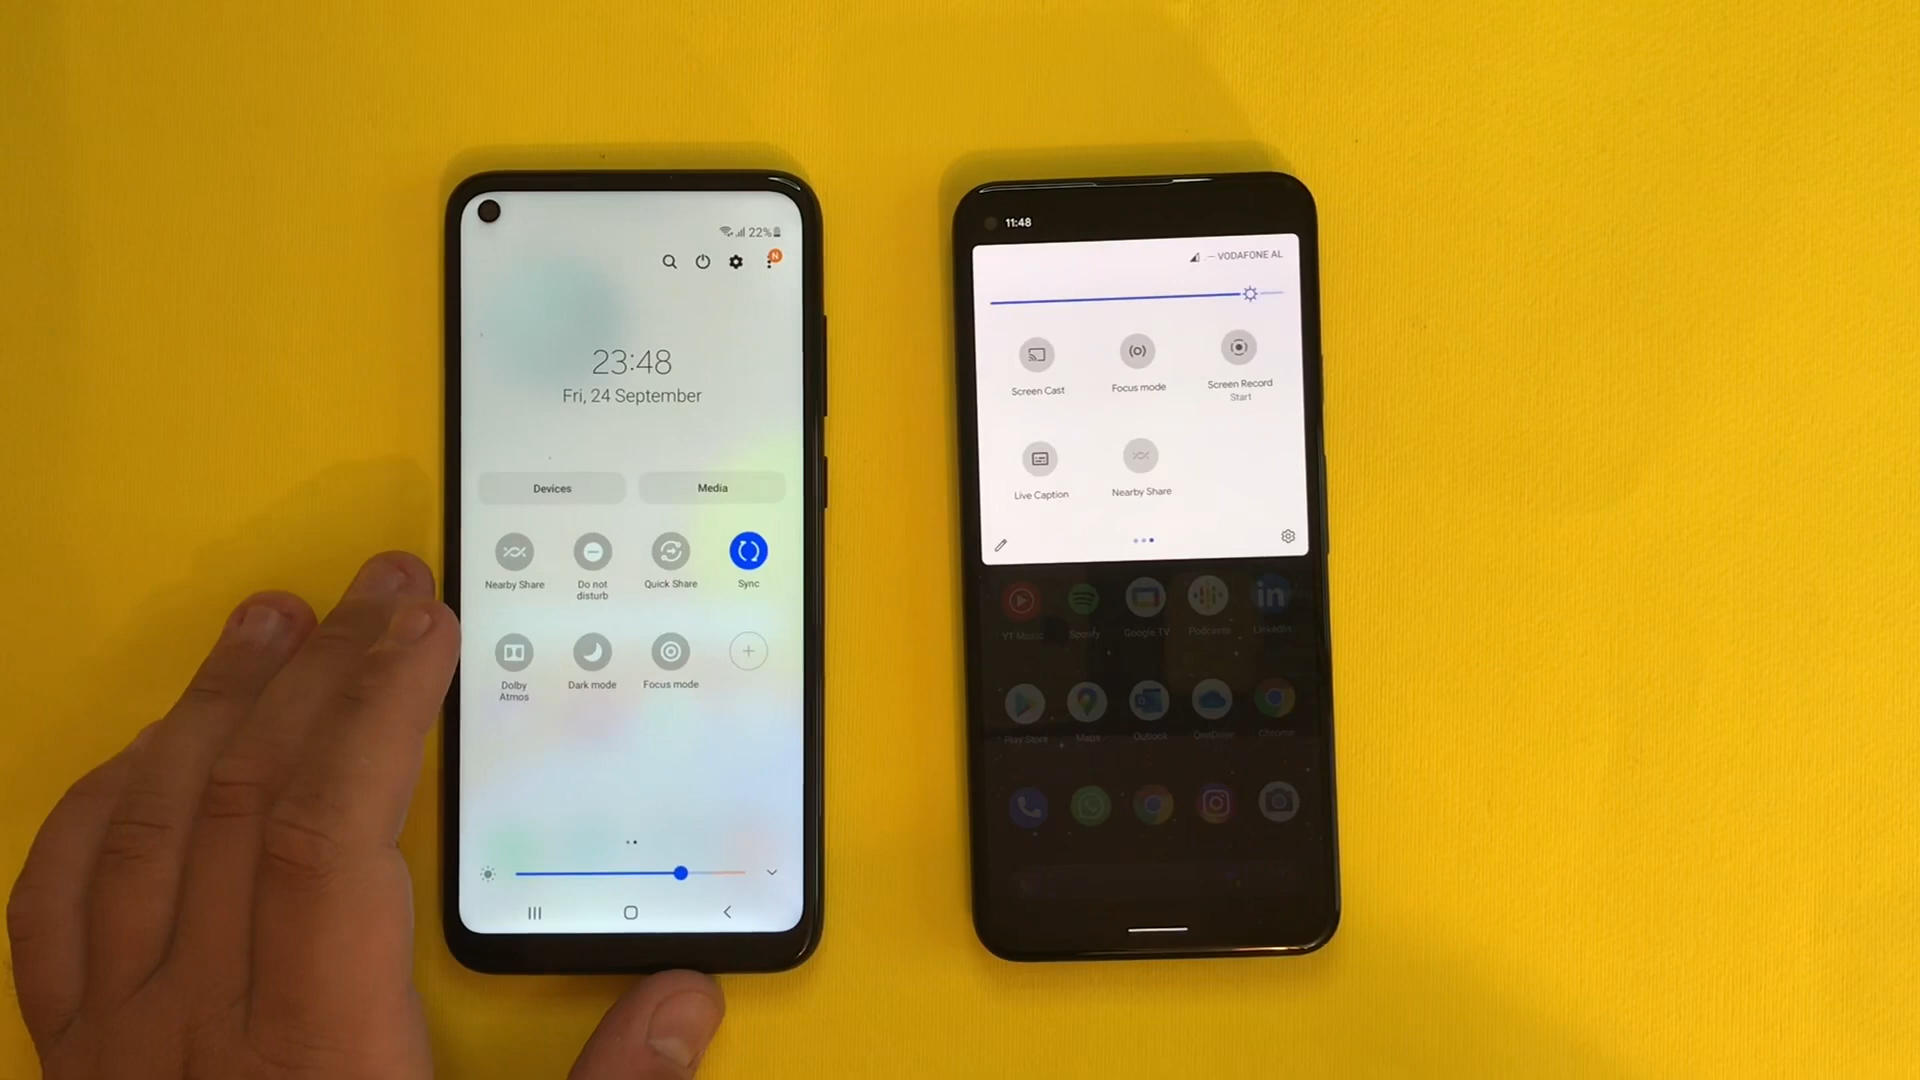 22%
N
23:48
Fri, 24 September
Devices
Media
Nearby Share
Do not
disturb
Quick Share
Sync
Dolby
Atmos
Dark mode
Focus mode
11:48
— VODAFONE AL
Screen Cast
Focus mode
Screen Record
Start
Live Caption
Nearby Share
YT Music
Spotify
Google TV
Podcasts
LinkedIn
in
Play Store
Maps
Outlook
OneDrive
Chrome